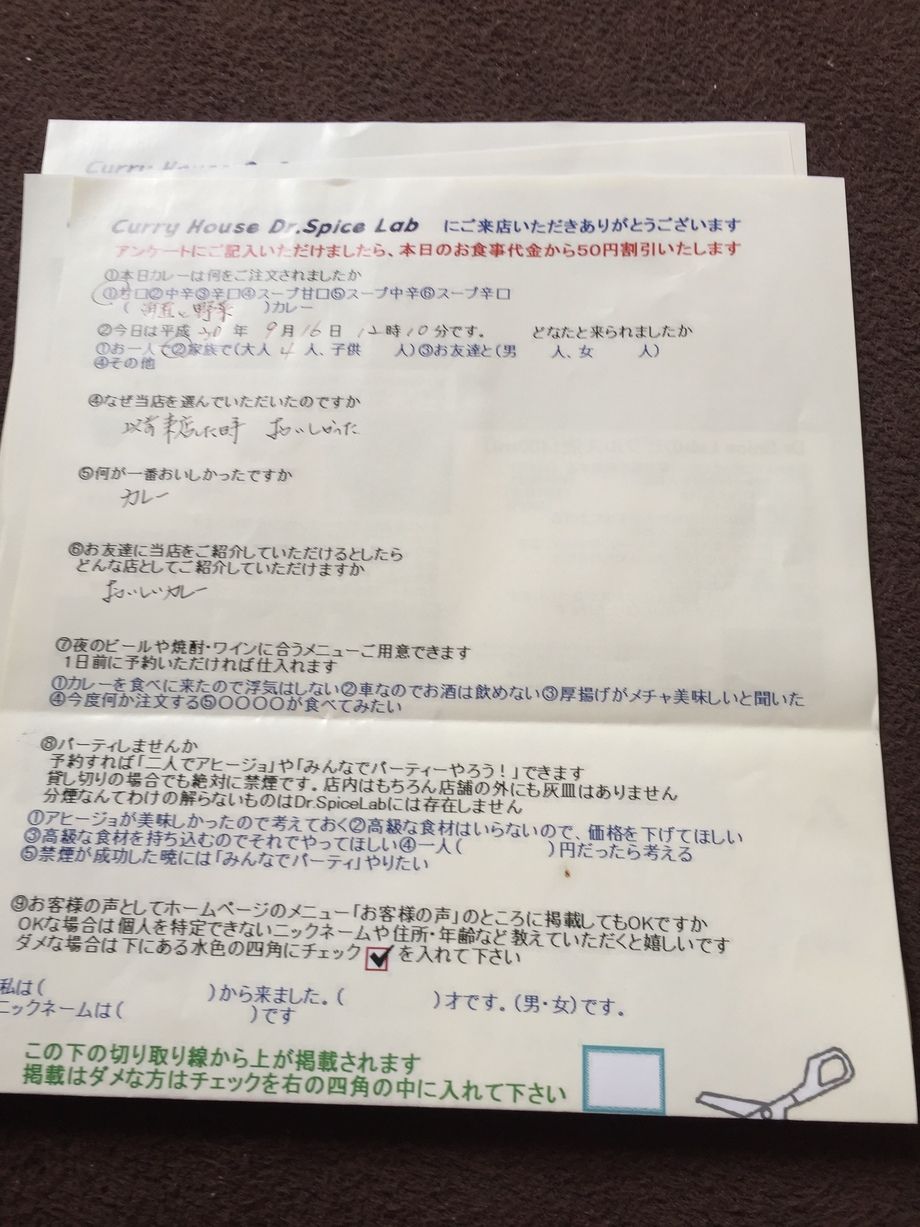 Curry House Dr.Spice Lab にご来店いただきありがとうございます
アンケートにご記入いただけましたら、本日のお食事代金から50円割引いたします
①本日カレーは何をご注文されましたか
①甘口②中辛③辛口④スープ甘口⑤スープ中辛⑥スープ辛口
( と野菜 )カレー
②今日は平成 30 年 9 月 16 日 12 時 10 分です。 どなたと来られましたか
①お一人で②家族で(大人 4 人、子供 人)③お友達と(男 人、女 人)
④その他
④なぜ当店を選んでいただいたのですか
以前来店した時 おいしかった
⑤何が一番おいしかったですか
カレー
⑥お友達に当店をご紹介していただけるとしたら
どんな店としてご紹介していただけますか
おいしいカレー
⑦夜のビールや焼酎・ワインに合うメニューご用意できます
1日前に予約いただければ仕入れます
①カレーを食べに来たので浮気はしない②車なのでお酒は飲めない③厚揚げがメチャ美味しいと聞いた
④今度何か注文する⑤〇〇〇〇が食べてみたい
⑧パーティしませんか
予約すれば「二人でアヒージョ」や「みんなでパーティーやろう!」できます
貸し切りの場合でも絶対に禁煙です。店内はもちろん店舗の外にも灰皿はありません
分煙なんてわけの解らないものはDr.SpiceLabには存在しません
①アヒージョが美味しかったので考えておく②高級な食材はいらないので、価格を下げてほしい
③高級な食材を持ち込むのでそれでやってほしい④一人( )円だったら考える
⑤禁煙が成功した暁には「みんなでパーティ」やりたい
⑨お客様の声としてホームページのメニュー「お客様の声」のところに掲載してもOKですか
OKな場合は個人を特定できないニックネームや住所・年齢など教えていただくと嬉しいです
ダメな場合は下にある水色の四角にチェック を入れて下さい
私は( )から来ました。( )才です。(男・女)です。
ニックネームは( )です
この下の切り取り線から上が掲載されます
掲載はダメな方はチェックを右の四角の中に入れて下さい